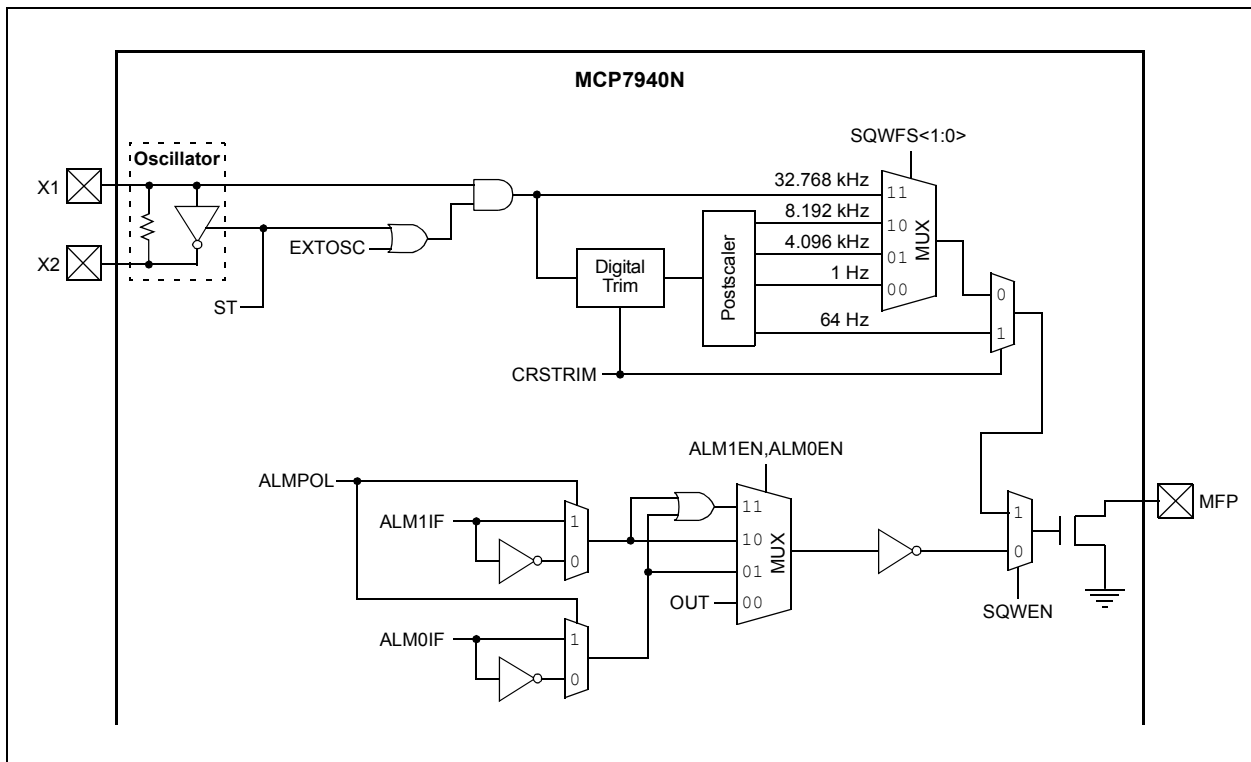 MCP7940N
SQWFS<1:0>
Oscillator
X1
X2
ST
EXTOSC
32.768 kHz
8.192 kHz
4.096 kHz
1 Hz
64 Hz
11
10
01
00
MUX
Digital
Trim
Postscaler
0
1
CRSTRIM
ALM1EN,ALM0EN
ALMPOL
ALM1IF
1
0
ALM0IF
1
0
11
10
01
00
MUX
OUT
1
0
SQWEN
MFP